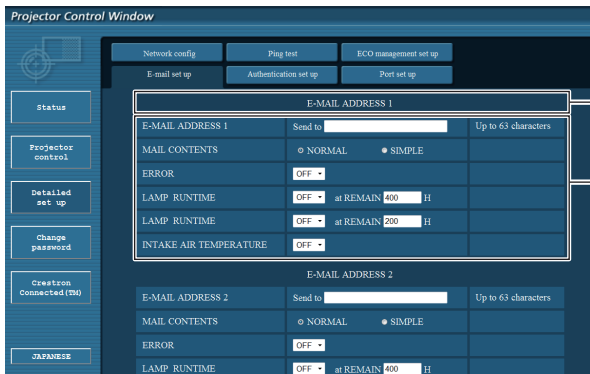 Projector Control Window
Network config Ping test ECO management set up
E-mail set up Authentication set up Port set up
Status
Projector
control
Detailed
set up
Change
password
Crestron
Connected(TM)
JAPANESE
E-MAIL ADDRESS 1
E-MAIL ADDRESS 1 Send to Up to 63 characters
MAIL CONTENTS NORMAL SIMPLE
ERROR OFF
LAMP RUNTIME OFF at REMAIN 400 H
LAMP RUNTIME OFF at REMAIN 200 H
INTAKE AIR TEMPERATURE OFF
E-MAIL ADDRESS 2
E-MAIL ADDRESS 2 Send to Up to 63 characters
MAIL CONTENTS NORMAL SIMPLE
ERROR OFF
LAMP RUNTIME OFF at REMAIN 400 H